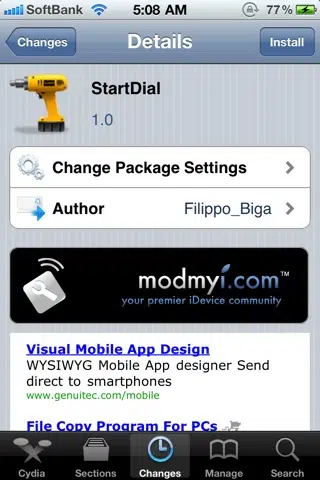 SoftBank 5:08 AM 77%
Changes Details Install
StartDial
1.0
Change Package Settings
Author Filippo_Biga
modmyi.com™
your premier iDevice community
Visual Mobile App Design
WYSIWYG Mobile App designer Send
direct to smartphones
www.genuitec.com/mobile
File Copy Program For PCs
Cydia Sections Changes Manage Search